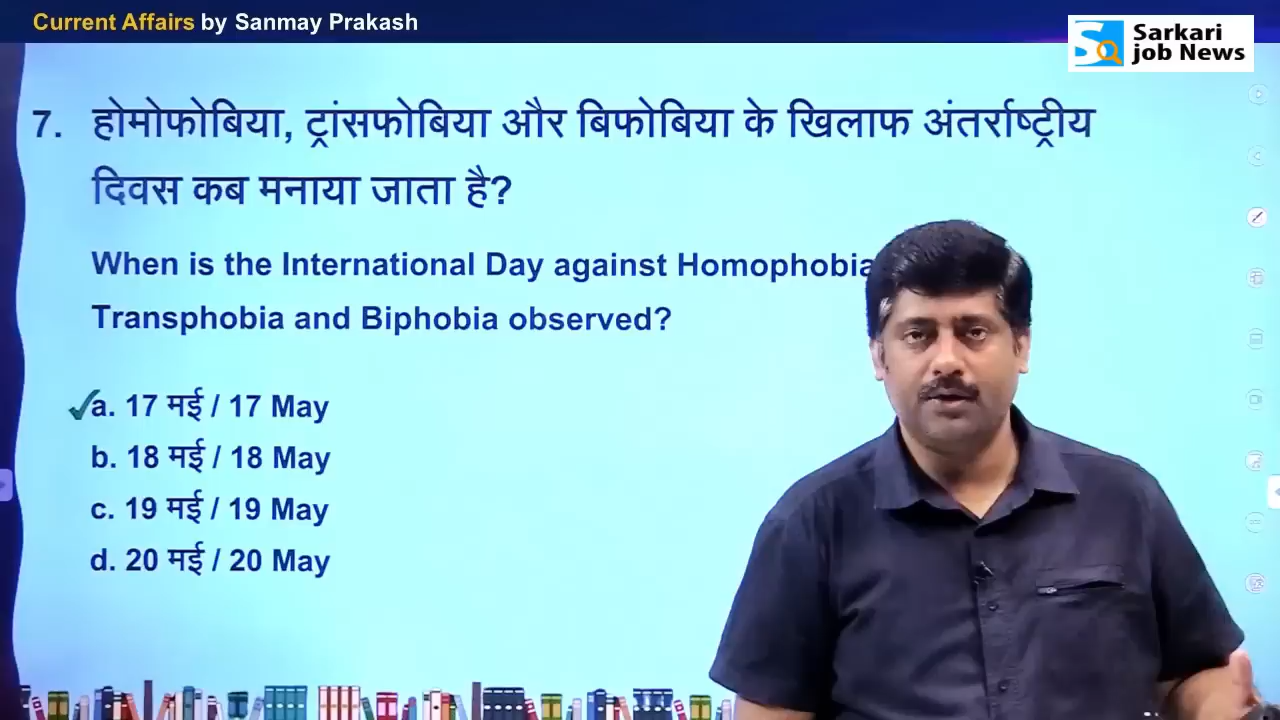 Current Affairs by Sanmay Prakash
Sarkari
Job News
7. होमोफोबिया, ट्रांसफोबिया और बिफोबिया के खिलाफ अंतर्राष्ट्रीय
दिवस कब मनाया जाता है?
When is the International Day against Homophobia
Transphobia and Biphobia observed?
a. 17 मई / 17 May
b. 18 मई / 18 May
c. 19 मई / 19 May
d. 20 मई / 20 May